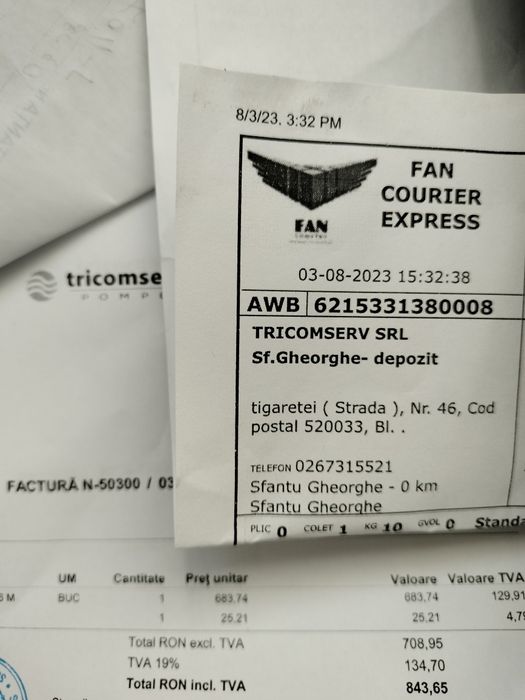 8/3/23, 3:32 PM
FAN
COURIER
EXPRESS
FAN
03-08-2023 15:32:38
AWB 6215331380008
TRICOMSERV SRL
Sf.Gheorghe- depozit
tigaretei ( Strada ), Nr. 46, Cod
postal 520033, Bl. .
TELEFON 0267315521
Sfantu Gheorghe - 0 km
Sfantu Gheorghe
PLIC 0 COLET 1 KG 10 GVOL 0 Standa
tricomse
POMPE
FACTURĂ N-50300 / 03
UM Cantitate Preț unitar Valoare Valoare TVA
M BUC 1 683,74 683,74 129,91
1 25,21 25,21 4,79
Total RON excl. TVA 708,95
TVA 19% 134,70
Total RON incl. TVA 843,65